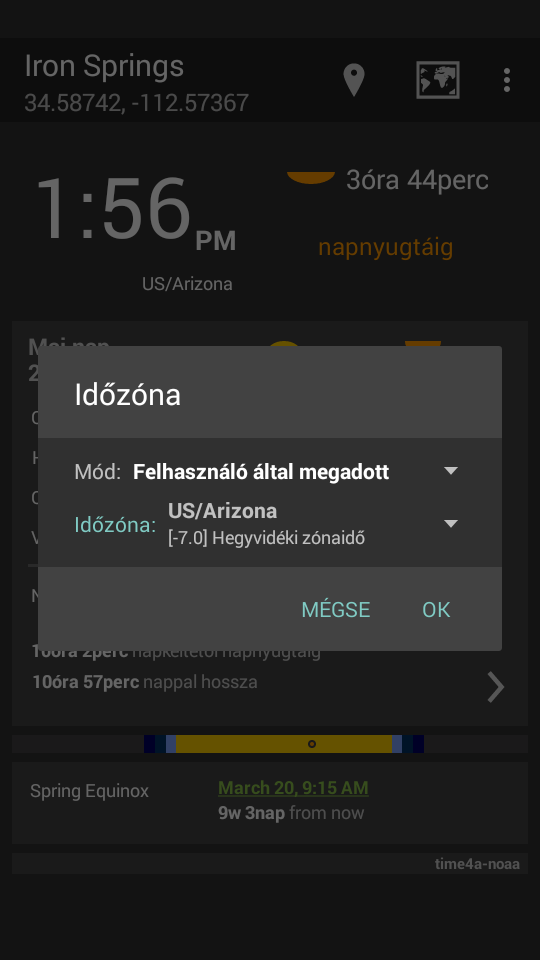 Iron Springs
34.58742, -112.57367
1:56 PM
3óra 44perc
napnyugtáig
US/Arizona
Mai nap
2
Időzóna
Mód: Felhasználó által megadott
Időzóna: US/Arizona
[-7.0] Hegyvidéki zónaidő
MÉGSE OK
10óra 2perc napkeltétől napnyugtáig
10óra 57perc nappal hossza
Spring Equinox
March 20, 9:15 AM
9w 3nap from now
time4a-noaa